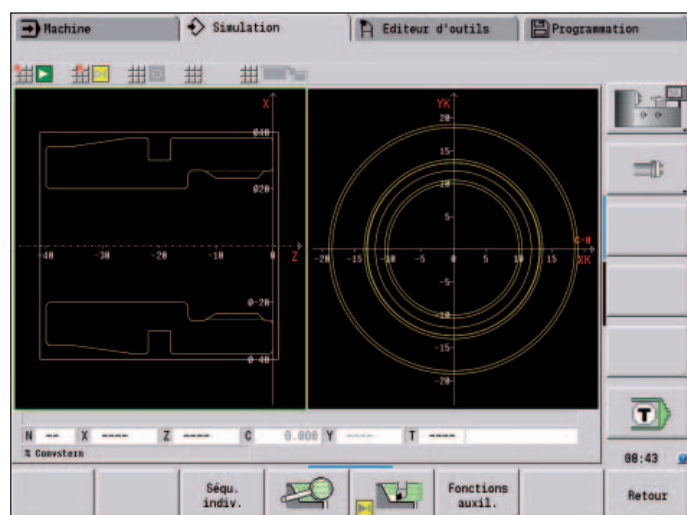 Machine
Simulation
Editeur d'outils
Programmation
X
Ø40
Ø20
-40 -30 -20 -10 0 Z
Ø-20
Ø-40
YK
20
15
10
5
-20 -15 -10 -5 5 10 15 XK
C-0
-5
-10
-15
-20
N -- X ---- Z ---- C 0.000 Y ---- T ----
% Convstern
08:43
Séqu. indiv.
Fonctions auxil.
Retour
T